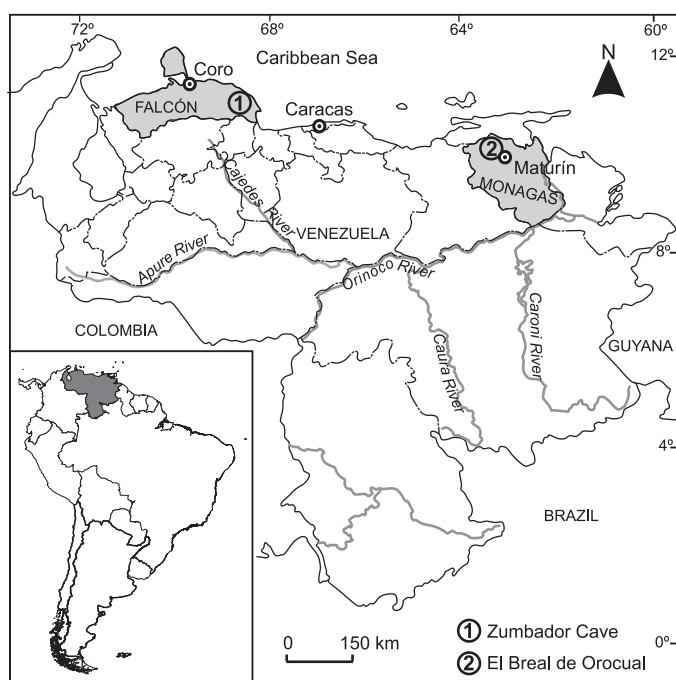 72º
68º
64º
60º
12º
Caribbean Sea
N
Coro
FALCÓN
1
Caracas
2
Maturín
MONAGAS
Cajedes River
VENEZUELA
Apure River
Orinoco River
8º
COLOMBIA
Caura River
Caroni River
GUYANA
4º
BRAZIL
0 150 km
1 Zumbador Cave
2 El Breal de Orocual
0º